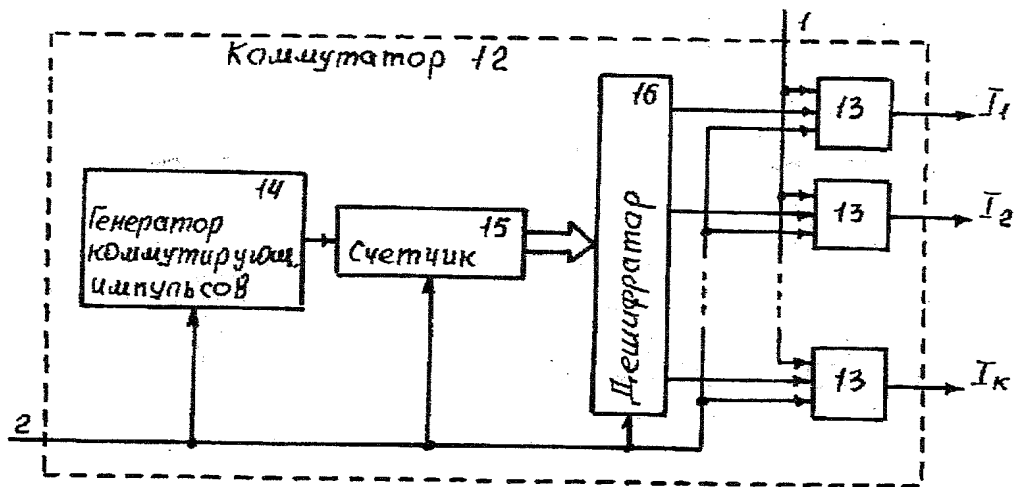 1
Коммутатор 12
16
13
I1
14
Генератор
коммутирующ.
импульсов
15
Счетчик
Дешифратор
13
I2
13
Iк
2